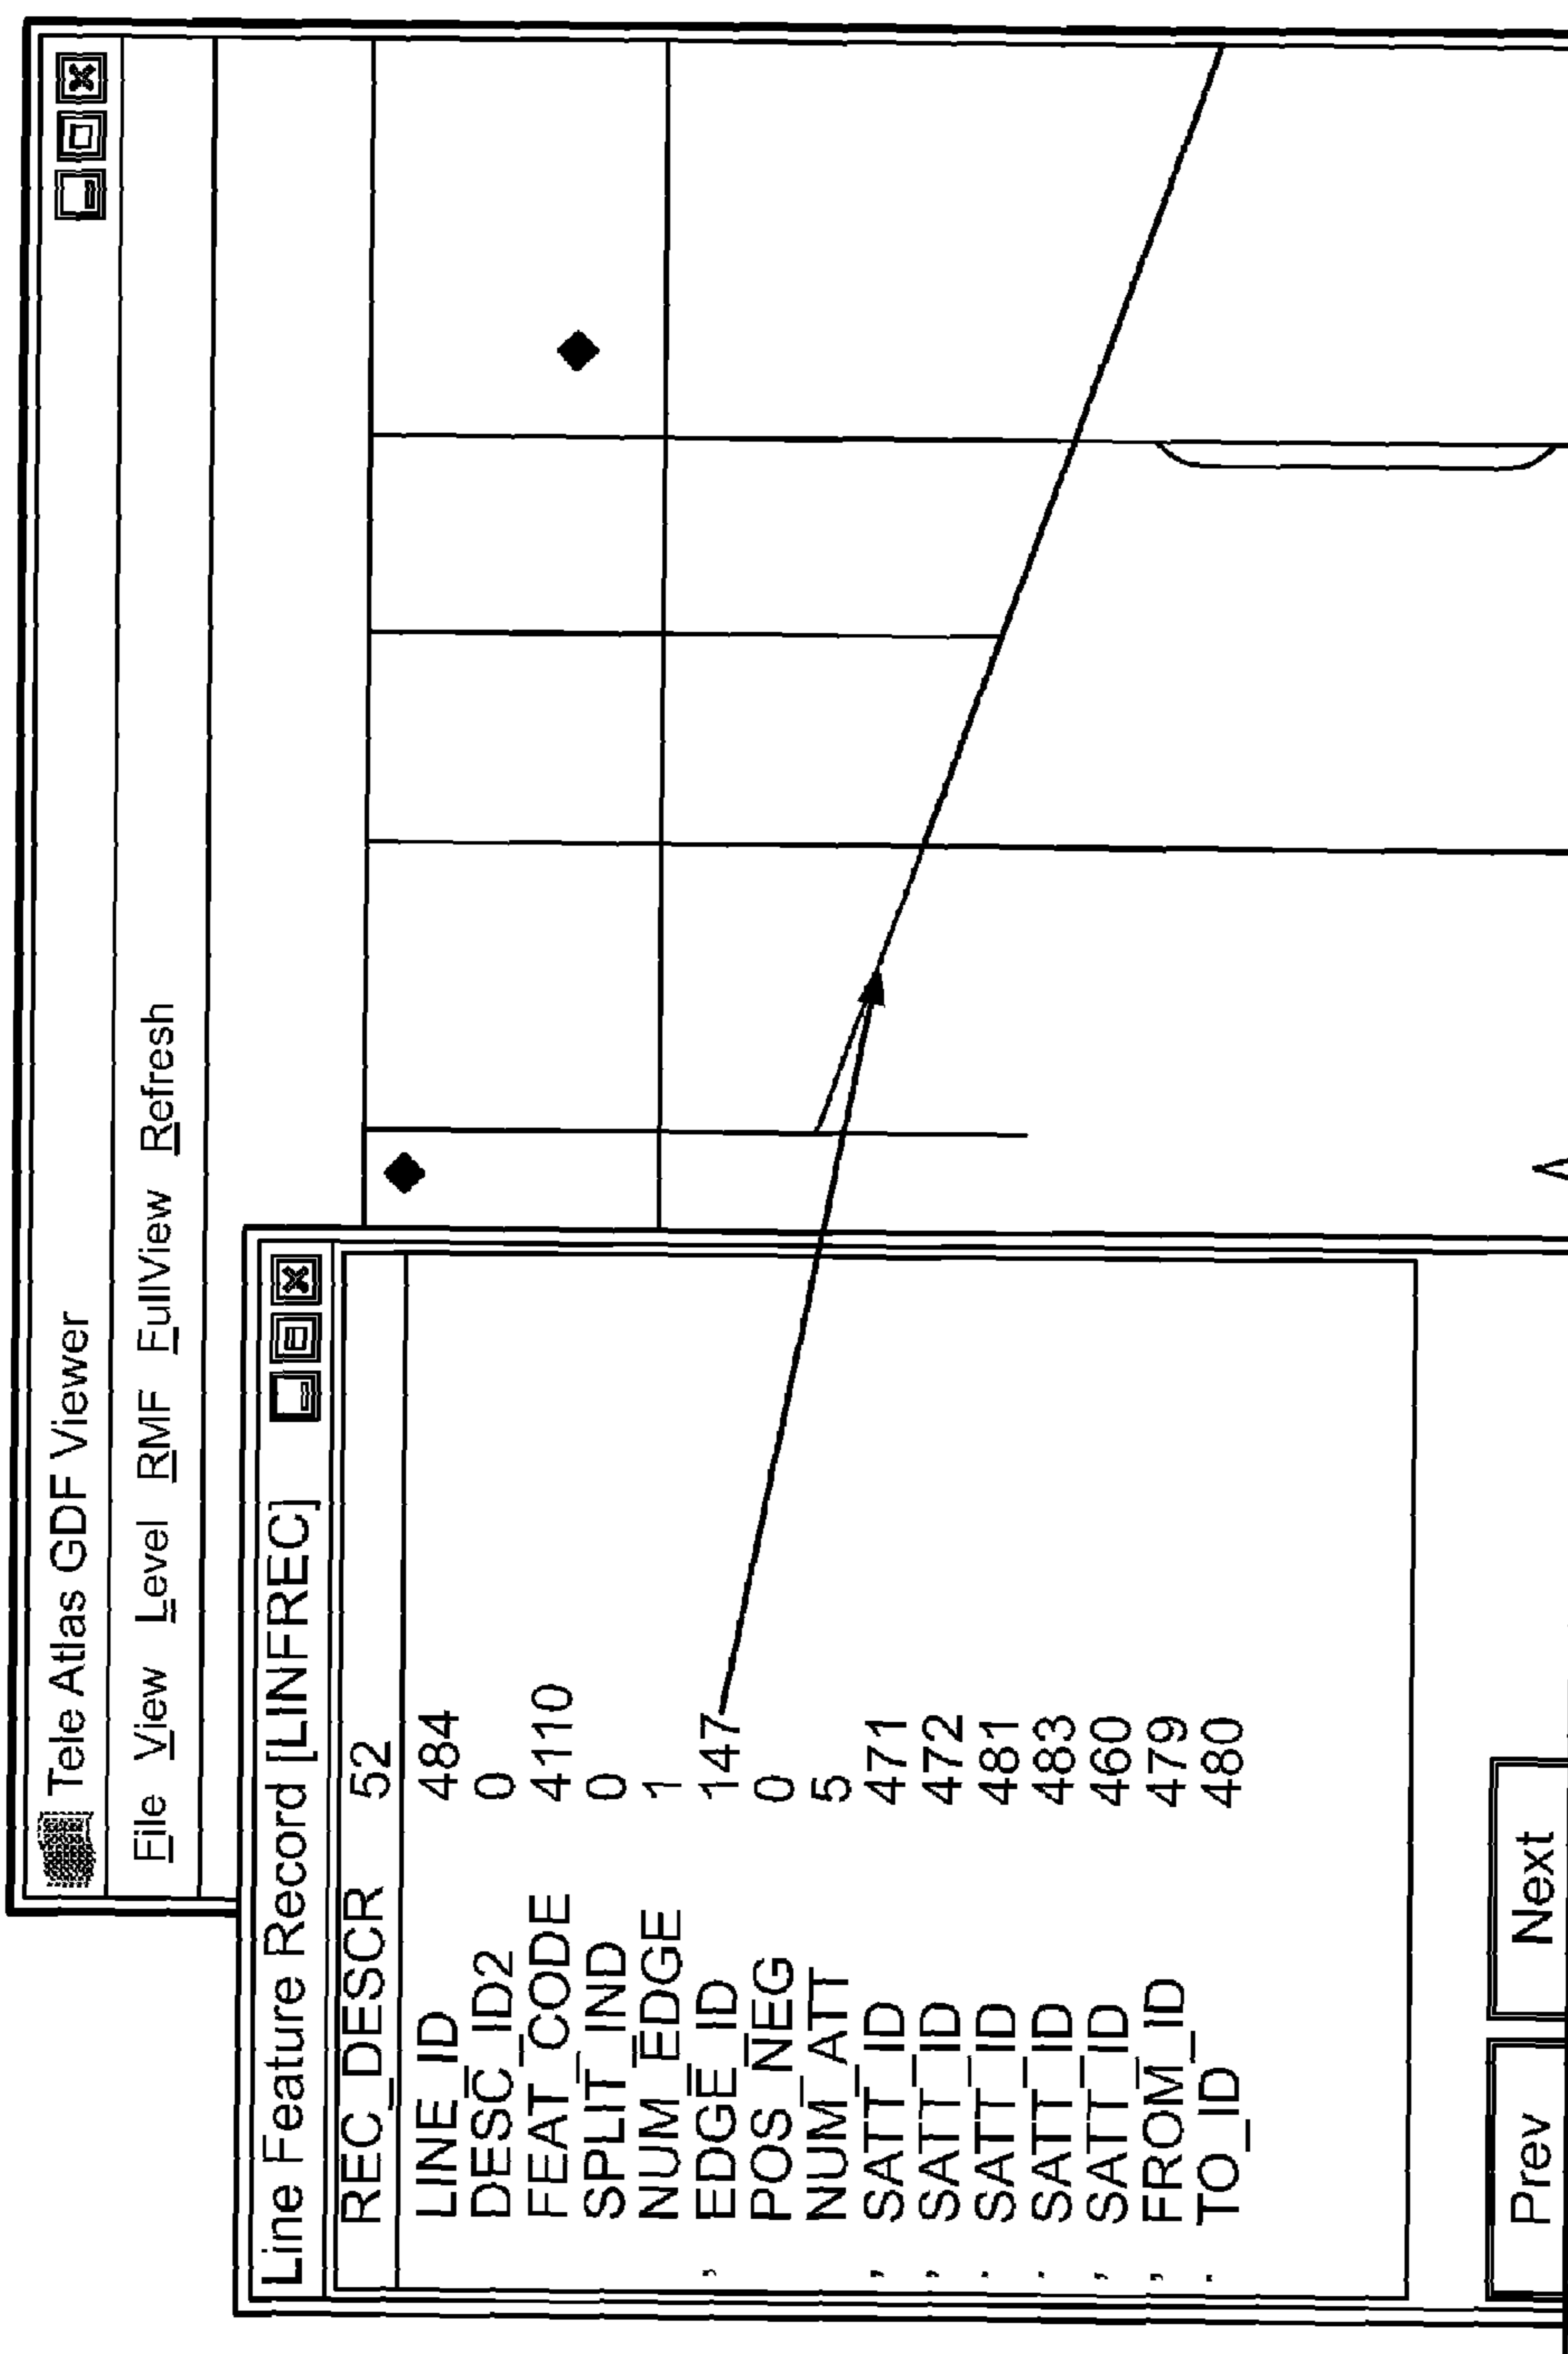 Tele Atlas GDF Viewer
File View Level RMF FullView Refresh
Line Feature Record [LINFREC]
REC_DESCR 52
LINE_ID 484
DESC_ID2 0
FEAT_CODE 4110
SPLIT_IND 0
NUM_EDGE 1
EDGE_ID 147
POS_NEG 0
NUM_ATT 5
SATT_ID 471
SATT_ID 472
SATT_ID 481
SATT_ID 483
SATT_ID 460
FROM_ID 479
TO_ID 480
Prev Next